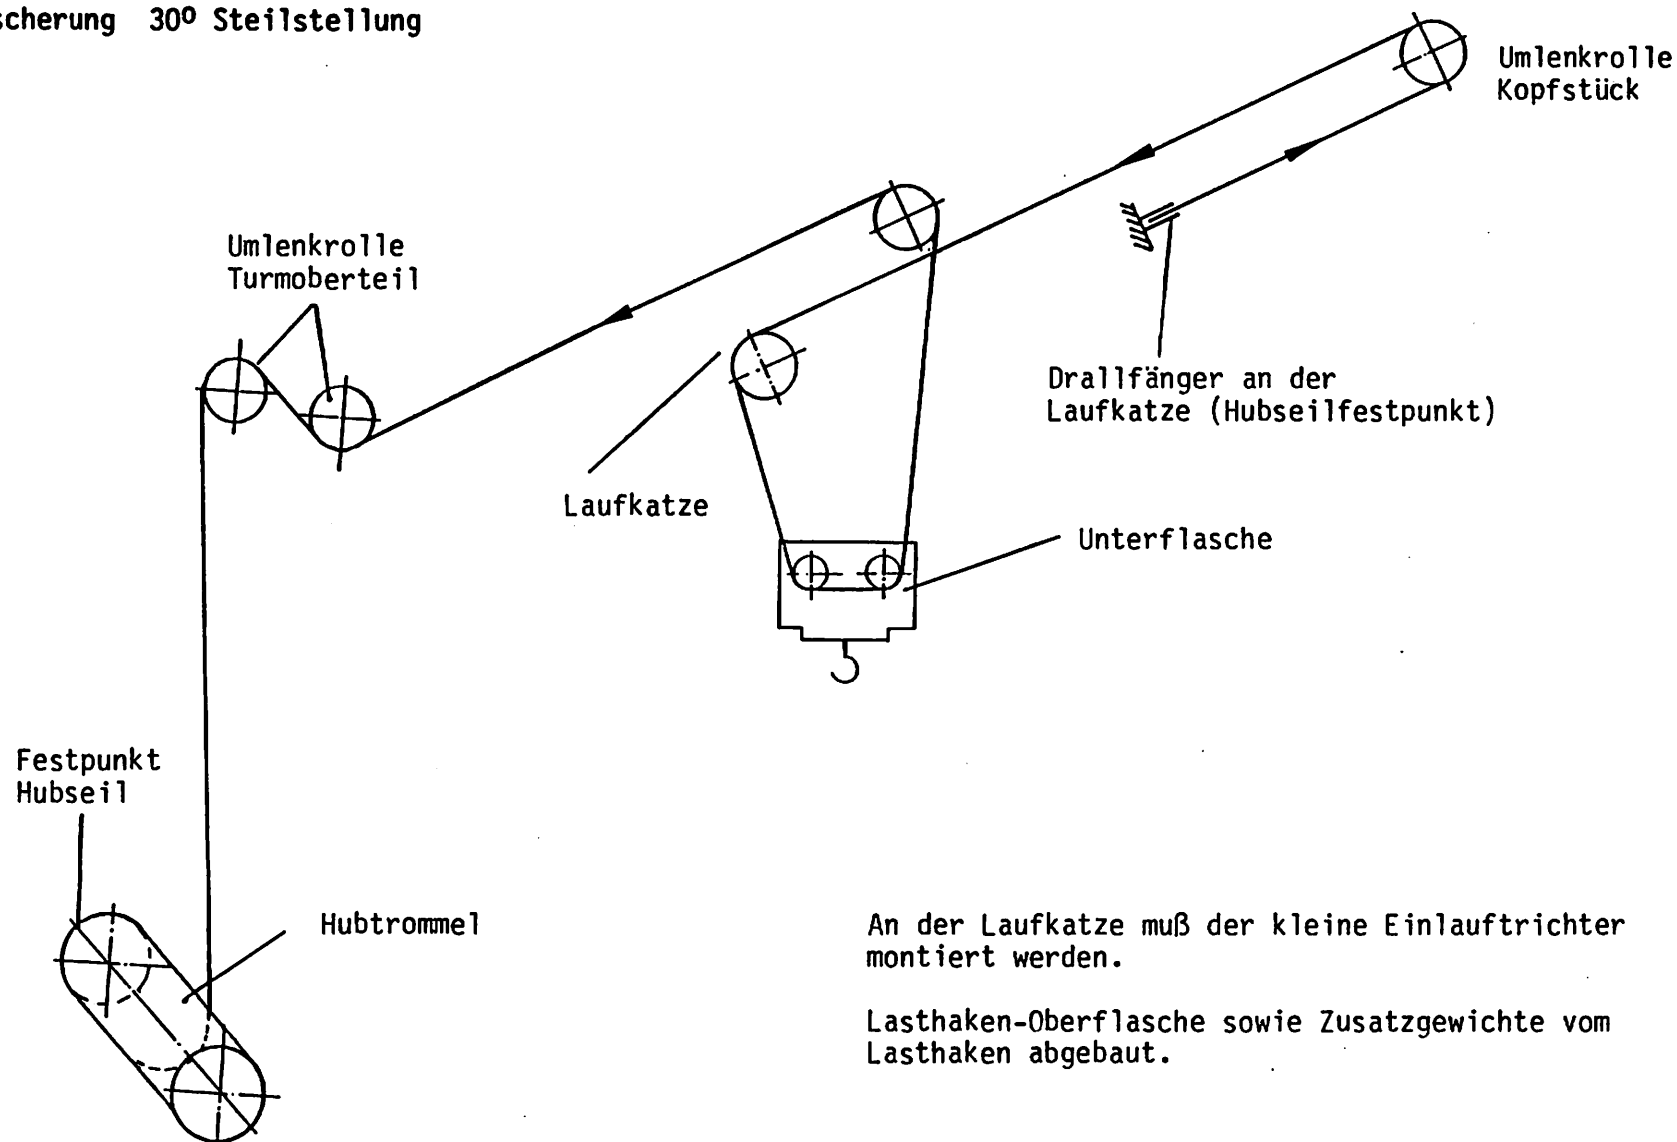 scherung 30° Steilstellung
Umlenkrolle
Kopfstück
Umlenkrolle
Turmoberteil
Drallfänger an der
Laufkatze (Hubseilfestpunkt)
Laufkatze
Unterflasche
Festpunkt
Hubseil
Hubtrommel
An der Laufkatze muß der kleine Einlauftrichter
montiert werden.
Lasthaken-Oberflasche sowie Zusatzgewichte vom
Lasthaken abgebaut.